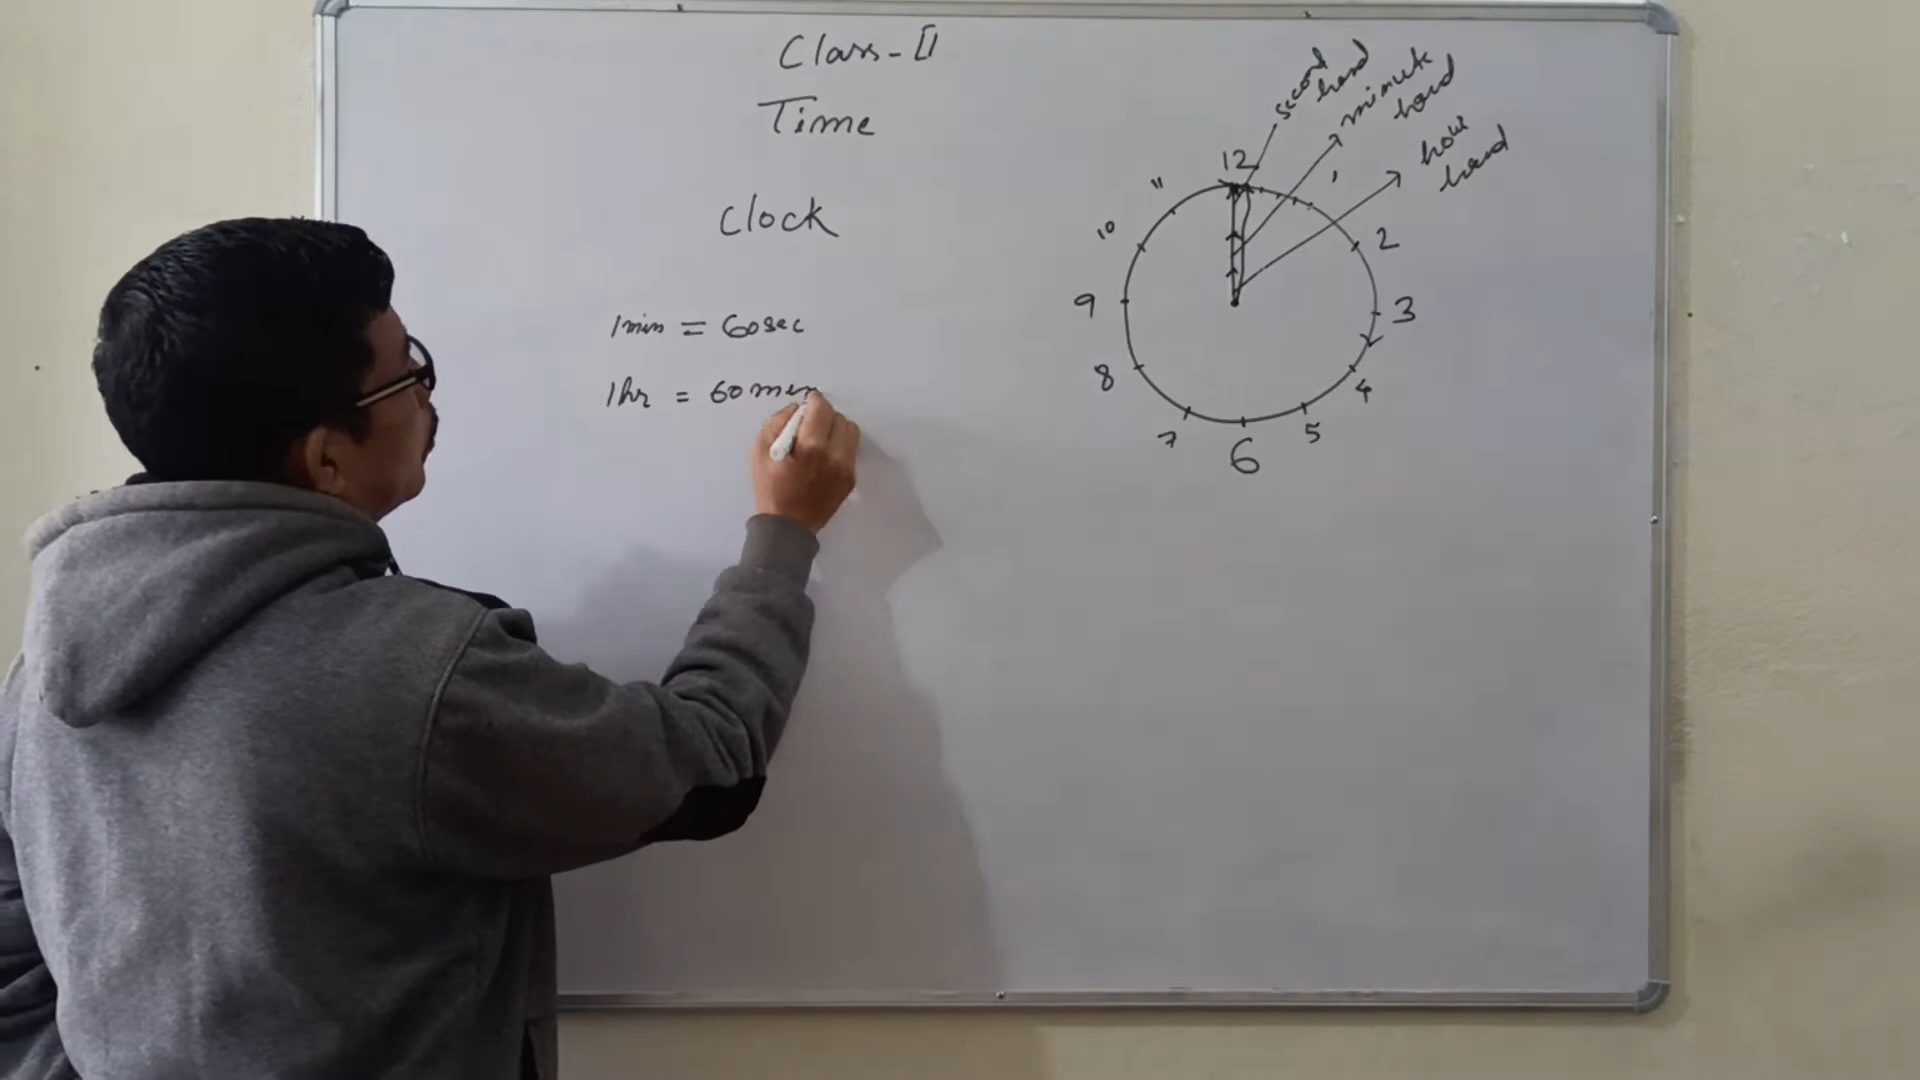 Class-II
Time
Clock
1min = 60sec
1hr = 60min
second
hand
minute
hand
hour
hand
12
1
2
3
4
5
6
7
8
9
10
11